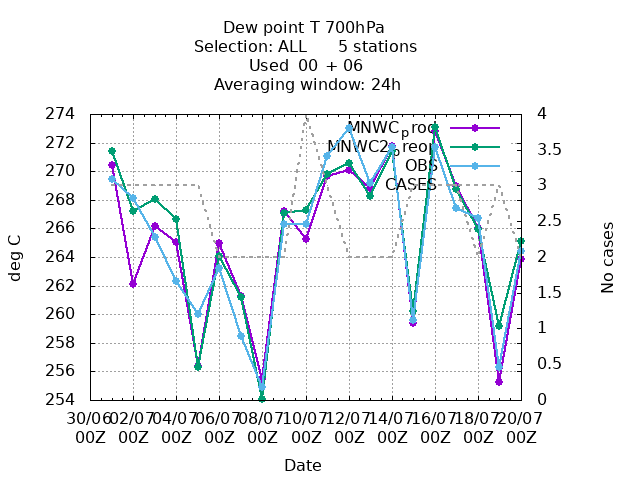 Dew point T 700hPa
Selection: ALL 5 stations
Used 00 + 06
Averaging window: 24h
274 4
272 3.5
270 3
268 2.5
266 2
264 1.5
262 1
260 0.5
258 0
256
254
MNWC_prod
MNWC2_preop
OBS
CASES
deg C
No cases
30/06 02/07 04/07 06/07 08/07 10/07 12/07 14/07 16/07 18/07 20/07
00Z 00Z 00Z 00Z 00Z 00Z 00Z 00Z 00Z 00Z 00Z
Date